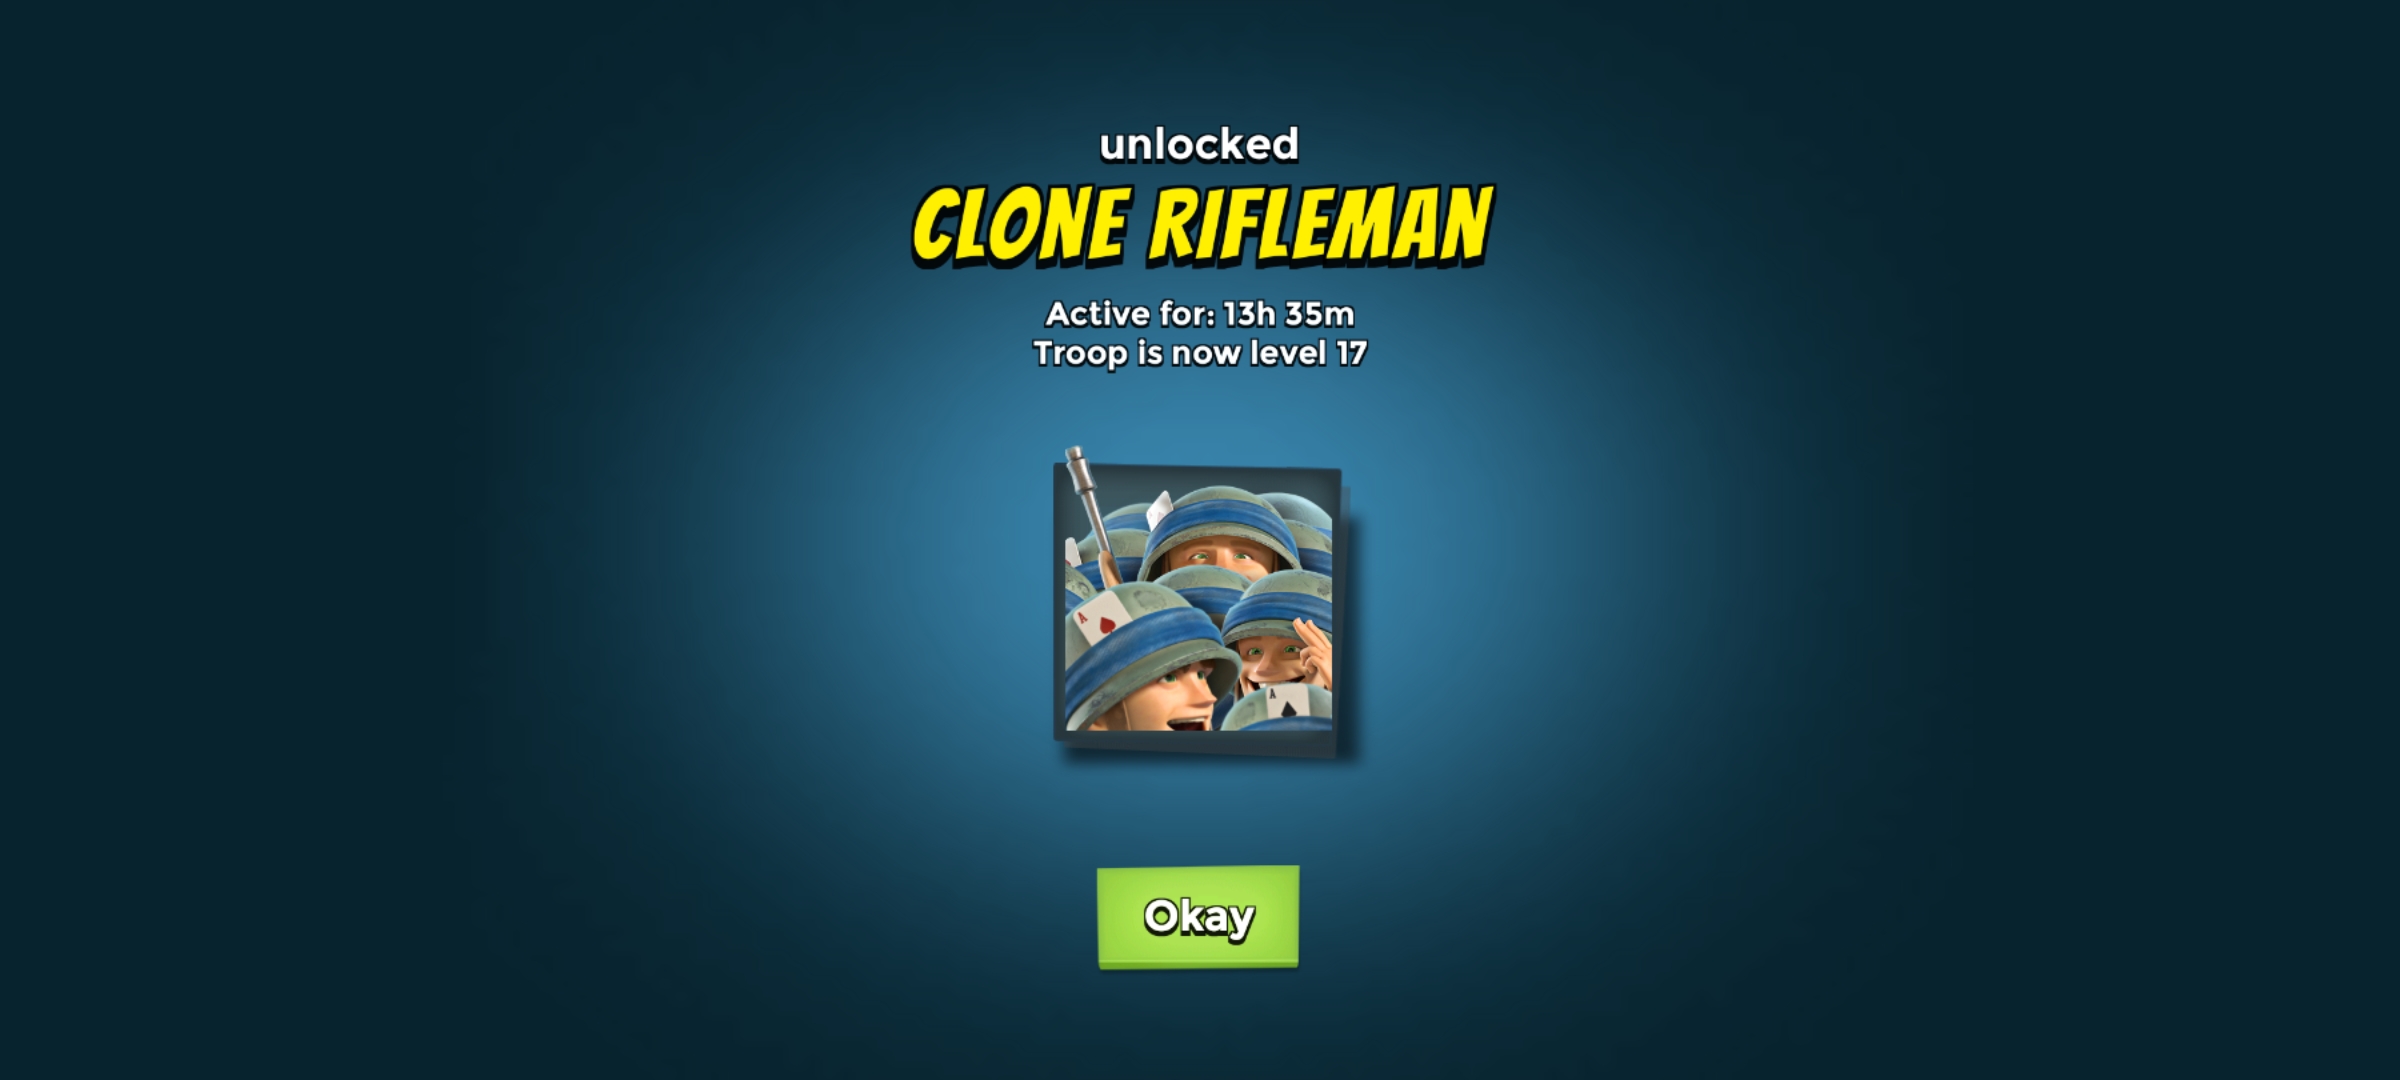 unlocked
CLONE RIFLEMAN
Active for: 13h 35m
Troop is now level 17
A
A
Okay